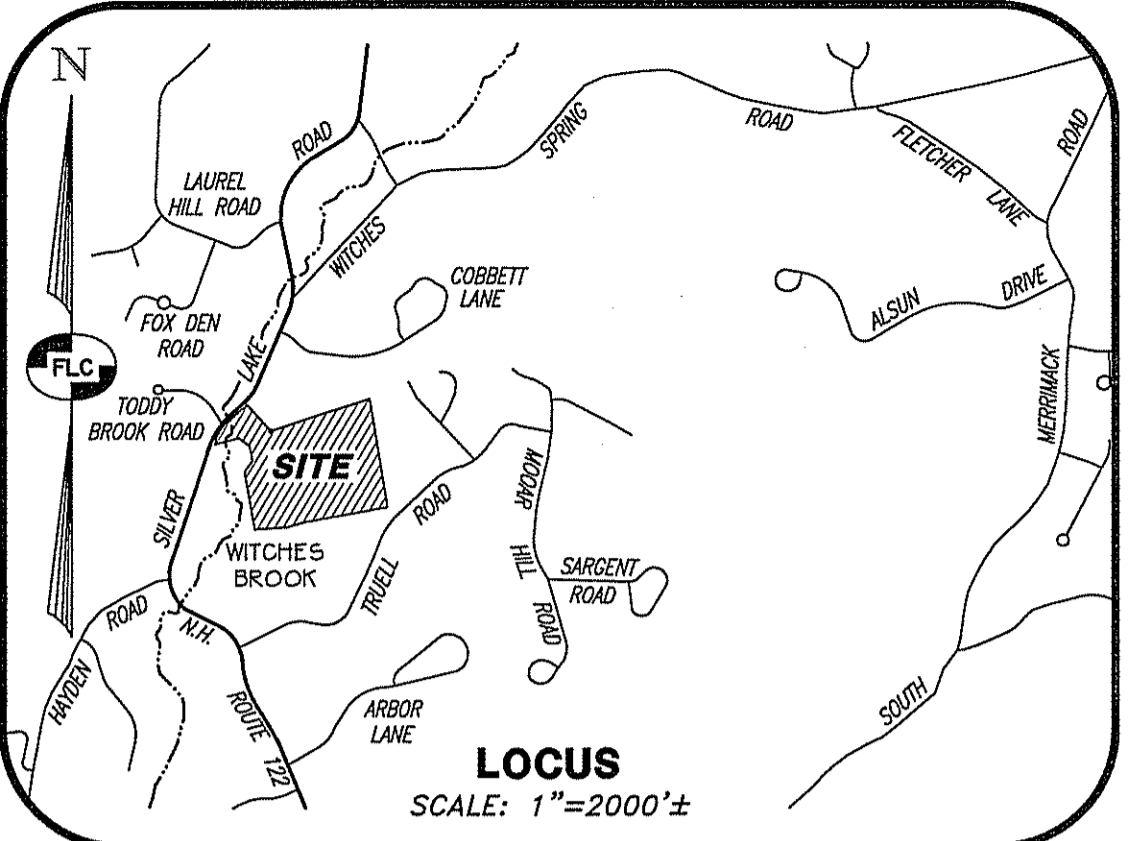 N
ROAD
SPRING
ROAD
FLETCHER
LANE
ROAD
LAUREL
HILL ROAD
WITCHES
COBBETT
LANE
ALSUN
DRIVE
FOX DEN
ROAD
LAKE
FLC
TODDY
BROOK ROAD
MERRIMACK
SITE
SILVER
ROAD
MOOAR
HILL
ROAD
WITCHES
BROOK
TRUELL
SARGENT
ROAD
ROAD
N.H.
ROUTE 122
HAYDEN
ARBOR
LANE
SOUTH
LOCUS
SCALE: 1"=2000'±